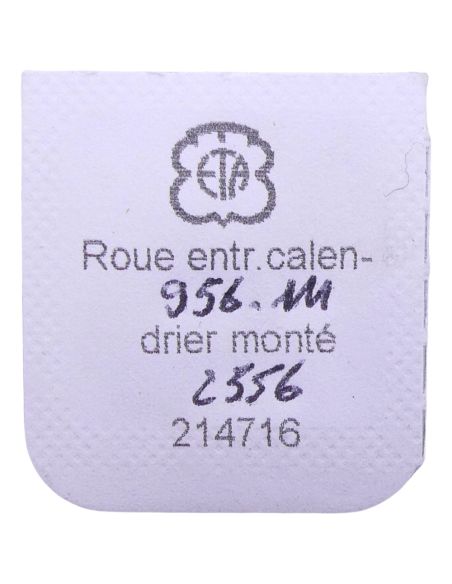 ETA
Roue entr.calen-
956.111
drier monté
2556
214716